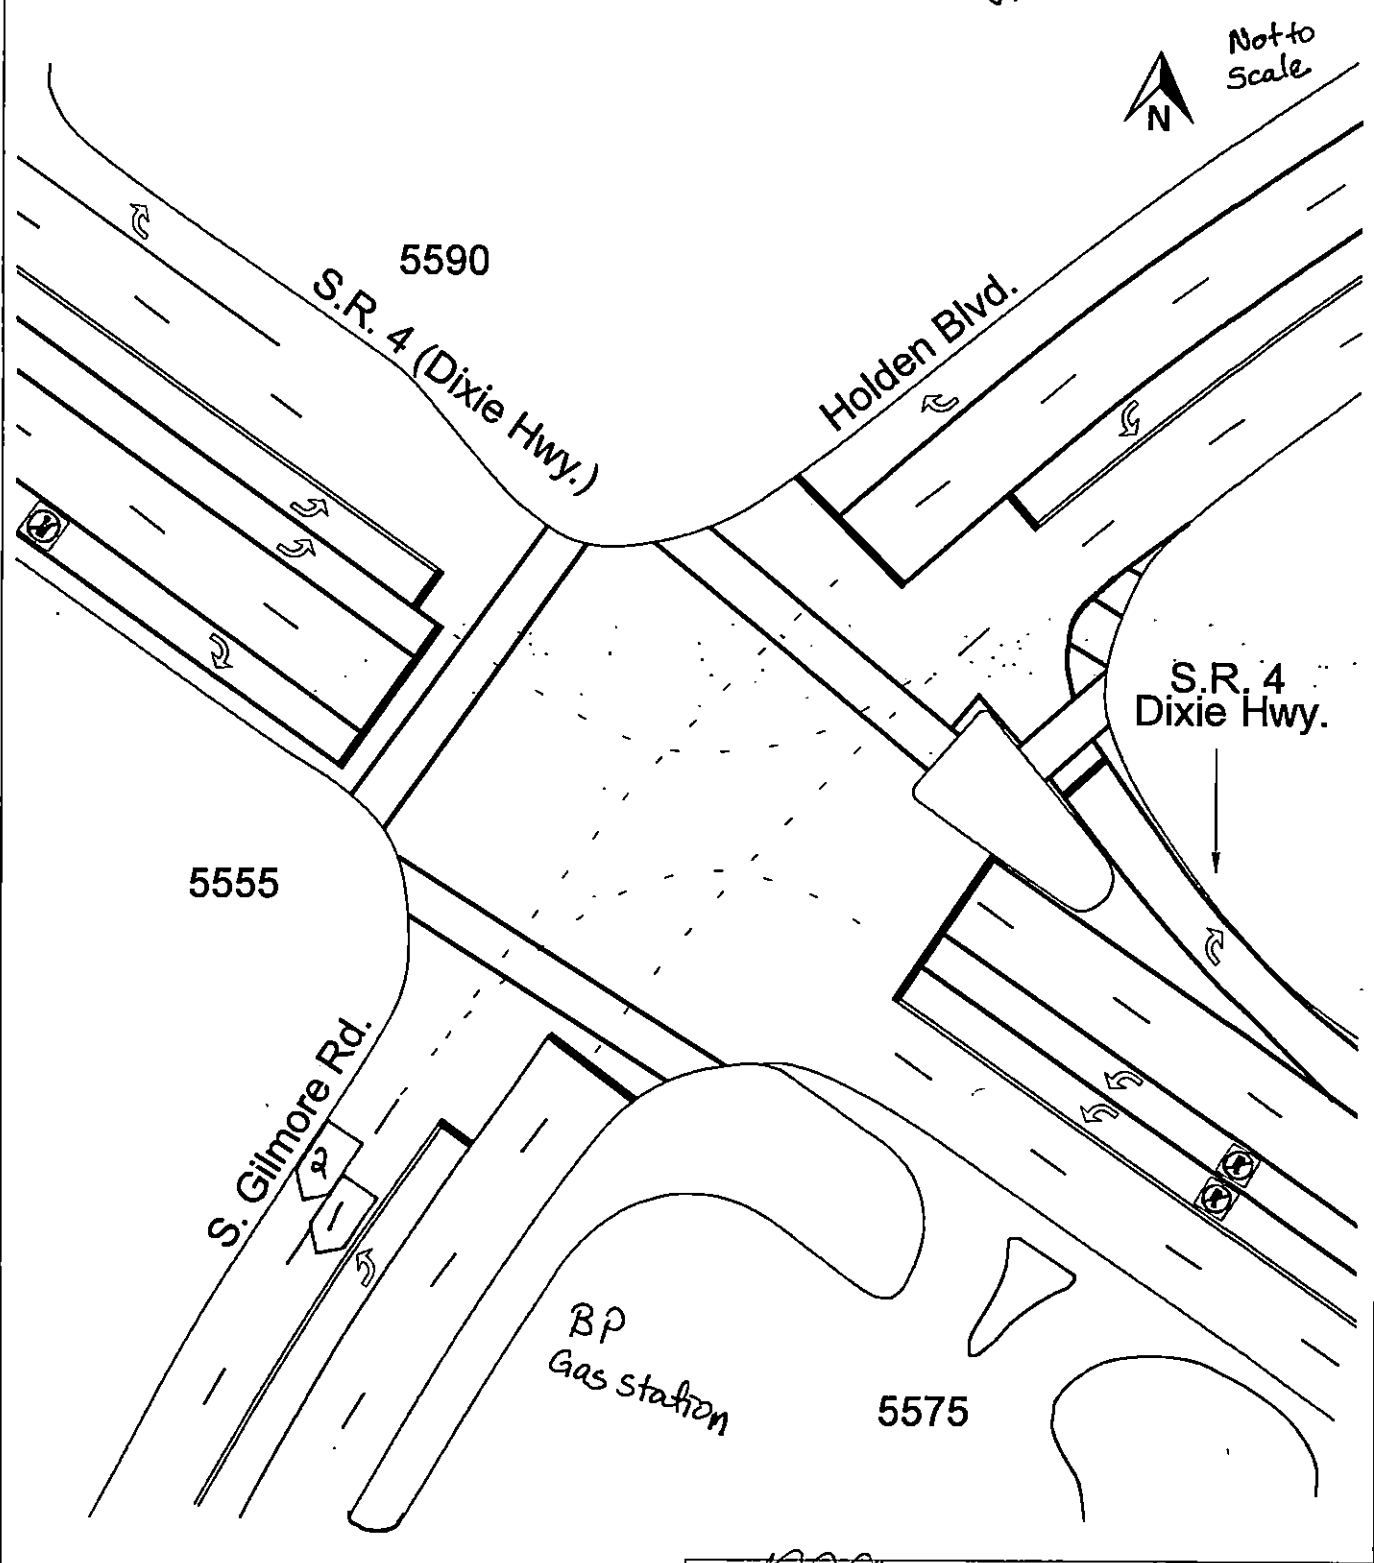 Not to
Scale
N
5590
S.R. 4 (Dixie Hwy.)
Holden Blvd.
S.R. 4
Dixie Hwy.
5555
S. Gilmore Rd.
2
1
BP
Gas Station
5575